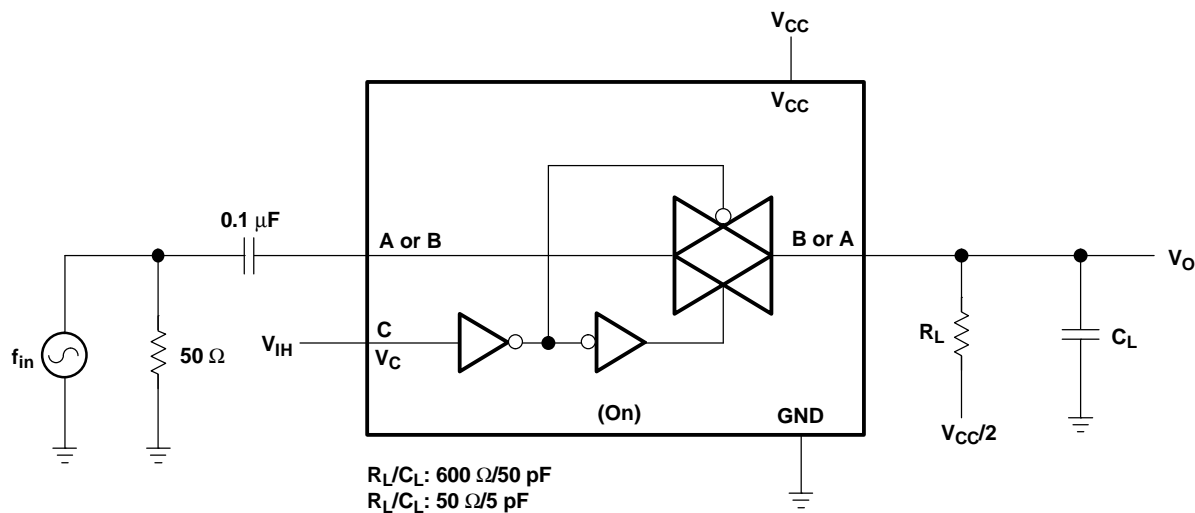 VCC
VCC
0.1 μF
A or B
B or A
VO
fin
50 Ω
VIH
C
VC
RL
CL
(On)
GND
VCC/2
RL/CL: 600 Ω/50 pF
RL/CL: 50 Ω/5 pF